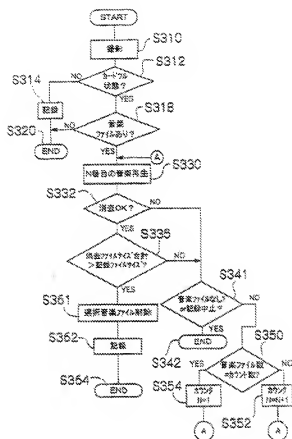 START
S310
撮影
S312
カードフル
状態?
S314
NO
記録
YES
S318
音楽
ファイルあり?
NO
S320
END
YES
A
S330
N番目の音楽再生
S332
消去OK?
NO
YES
S336
消去ファイルサイズ合計
>記録ファイルサイズ?
NO
S341
音楽ファイルなし?
or記録中止?
YES
S361
選択音楽ファイル削除
YES
NO
END
S342
S350
S362
記録
音楽ファイル数
=カウント数?
YES
NO
S364
END
S354
カウンタ
N=1
S352
カウンタ
N=N+1
A
A